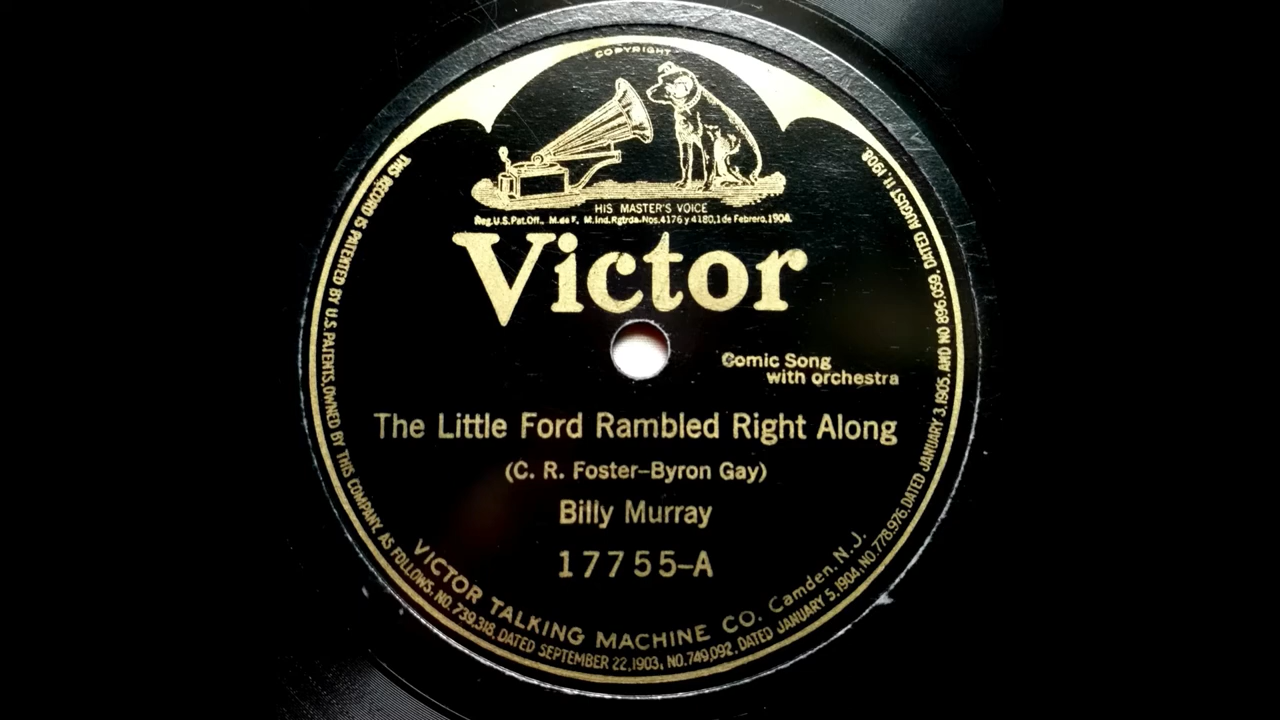 COPYRIGHT
HIS MASTER'S VOICE
Reg.U.S.Pat.Off., M.de F. M.Ind.Rgtrda.Nos.4176 y 4180,1 de Febrero,1904.
Victor
Comic Song
with orchestra
The Little Ford Rambled Right Along
(C. R. Foster–Byron Gay)
Billy Murray
17755–A
VICTOR TALKING MACHINE CO. Camden. N. J.
THIS RECORD IS PATENTED BY U.S. PATENTS, OWNED BY THIS COMPANY, AS FOLLOWS, NO. 739,318, DATED SEPTEMBER 22,1903, NO.749,092, DATED JANUARY 5,1904, NO.778,976, DATED JANUARY 3,1905, AND NO 896,059, DATED AUGUST 11, 1908.